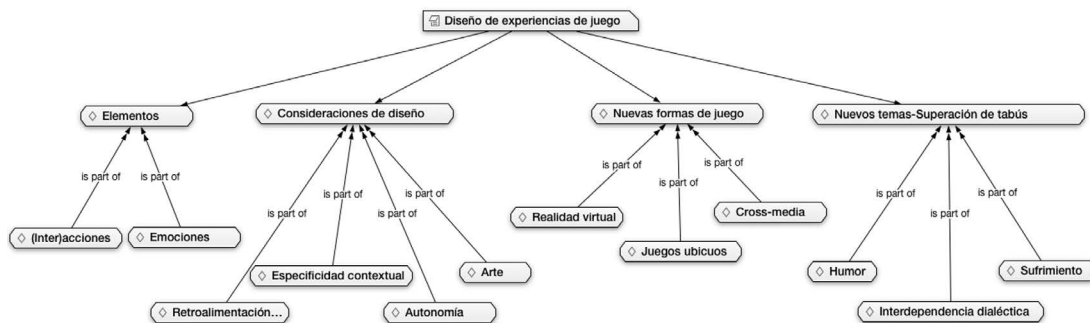 Diseño de experiencias de juego
Elementos
Consideraciones de diseño
Nuevas formas de juego
Nuevos temas-Superación de tabús
is part of
is part of
is part of
is part of
is part of
is part of
is part of
is part of
is part of
is part of
is part of
is part of
(Inter)acciones
Emociones
Retroalimentación...
Especificidad contextual
Autonomía
Arte
Realidad virtual
Juegos ubicuos
Cross-media
Humor
Interdependencia dialéctica
Sufrimiento